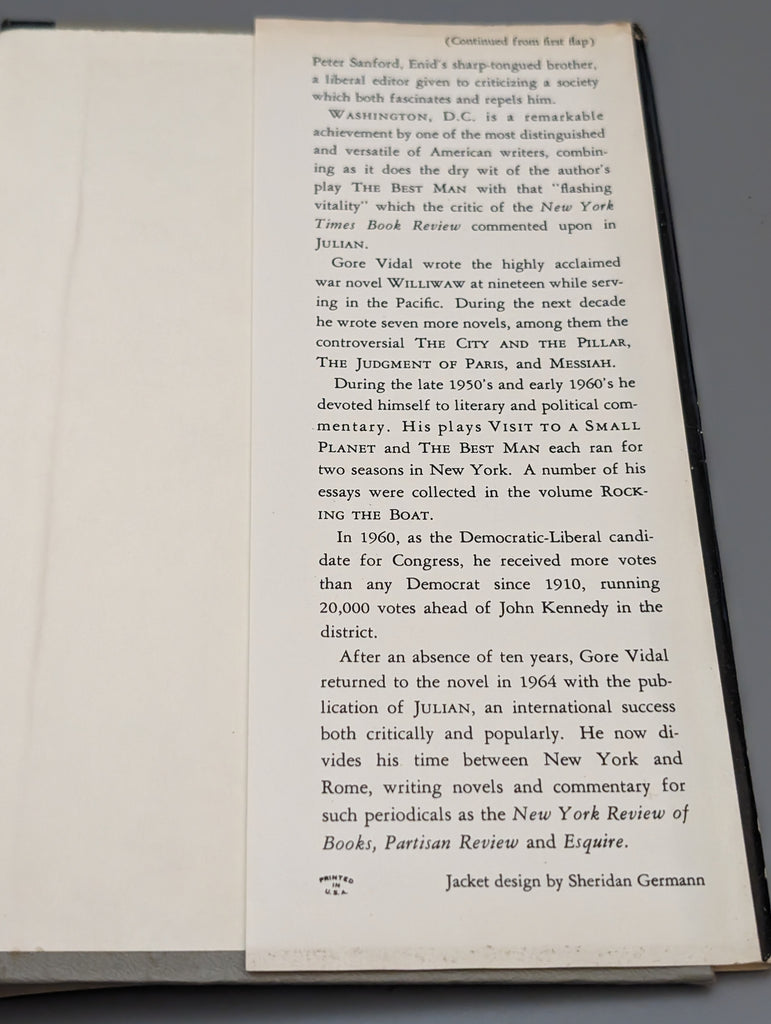 (Continued from first flap)
Peter Sanford, Enid's sharp-tongued brother,
a liberal editor given to criticizing a society
which both fascinates and repels him.
WASHINGTON, D.C. is a remarkable
achievement by one of the most distinguished
and versatile of American writers, combin-
ing as it does the dry wit of the author's
play THE BEST MAN with that "flashing
vitality" which the critic of the New York
Times Book Review commented upon in
JULIAN.
Gore Vidal wrote the highly acclaimed
war novel WILLIWAW at nineteen while serv-
ing in the Pacific. During the next decade
he wrote seven more novels, among them the
controversial THE CITY AND THE PILLAR,
THE JUDGMENT OF PARIS, and MESSIAH.
During the late 1950's and early 1960's he
devoted himself to literary and political com-
mentary. His plays VISIT TO A SMALL
PLANET and THE BEST MAN each ran for
two seasons in New York. A number of his
essays were collected in the volume ROCK-
ING THE BOAT.
In 1960, as the Democratic-Liberal candi-
date for Congress, he received more votes
than any Democrat since 1910, running
20,000 votes ahead of John Kennedy in the
district.
After an absence of ten years, Gore Vidal
returned to the novel in 1964 with the pub-
lication of JULIAN, an international success
both critically and popularly. He now di-
vides his time between New York and
Rome, writing novels and commentary for
such periodicals as the New York Review of
Books, Partisan Review and Esquire.
PRINTED
IN
U.S.A.
Jacket design by Sheridan Germann